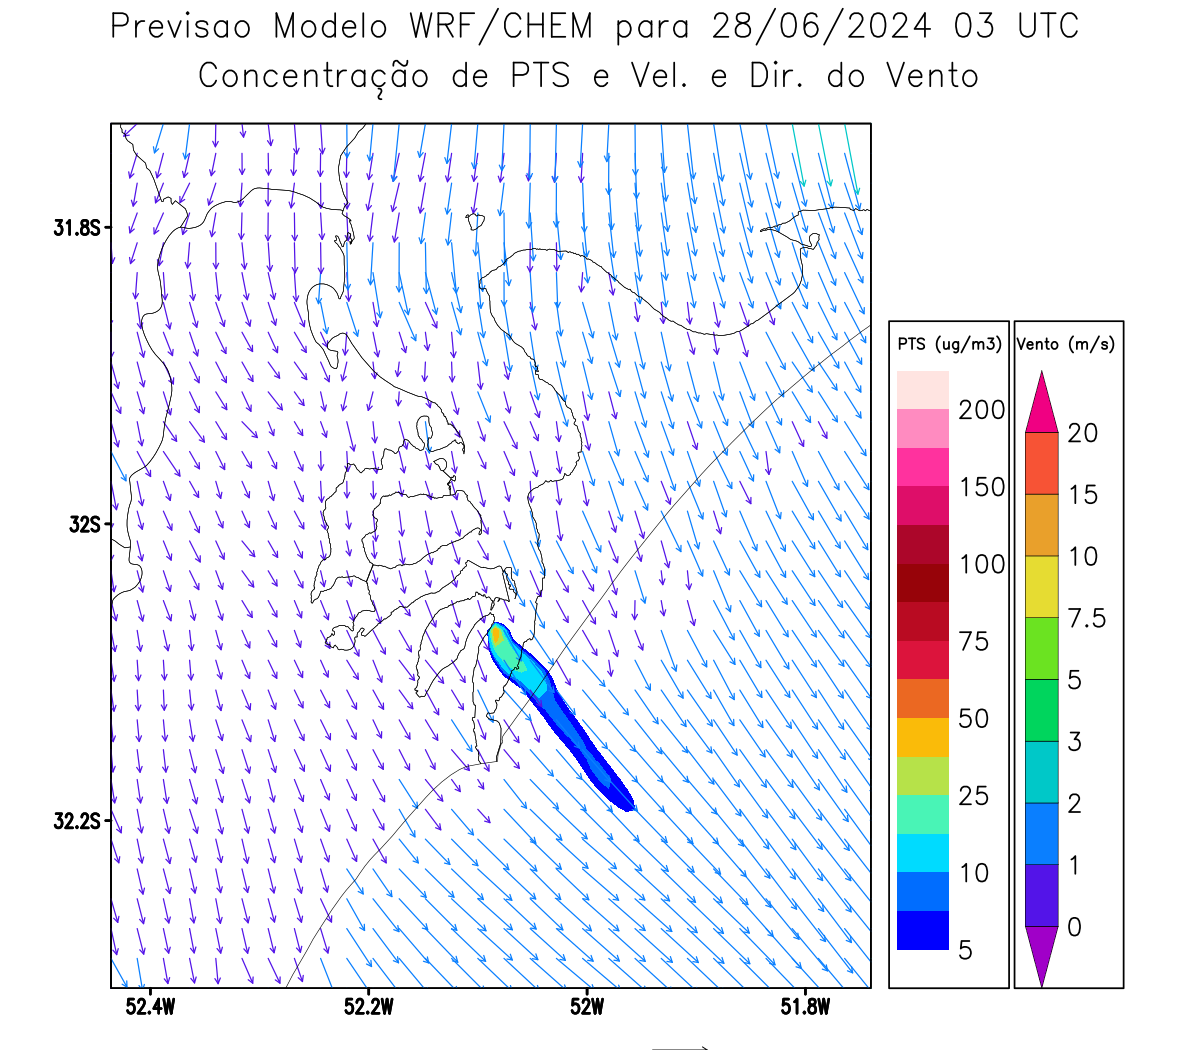 Previsao Modelo WRF/CHEM para 28/06/2024 03 UTC
Concentração de PTS e Vel. e Dir. do Vento
31.8S
32S
32.2S
52.4W
52.2W
52W
51.8W
PTS (ug/m3)
200
150
100
75
50
25
10
5
Vento (m/s)
20
15
10
7.5
5
3
2
1
0